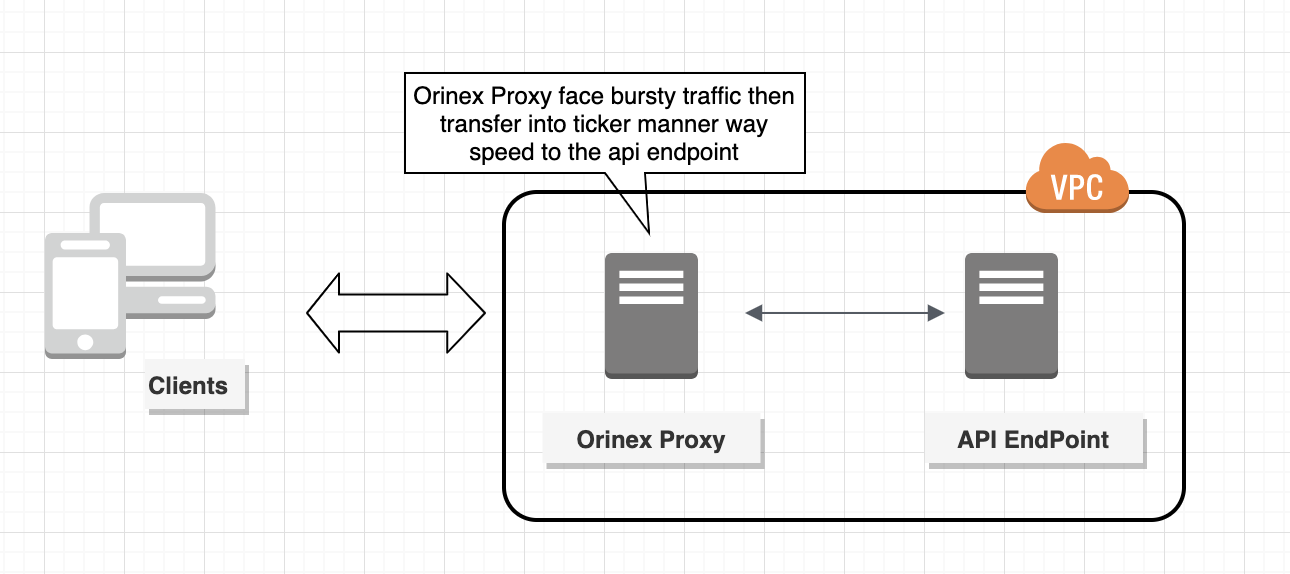 Orinex Proxy face bursty traffic then
transfer into ticker manner way
speed to the api endpoint
VPC
Clients
Orinex Proxy
API EndPoint